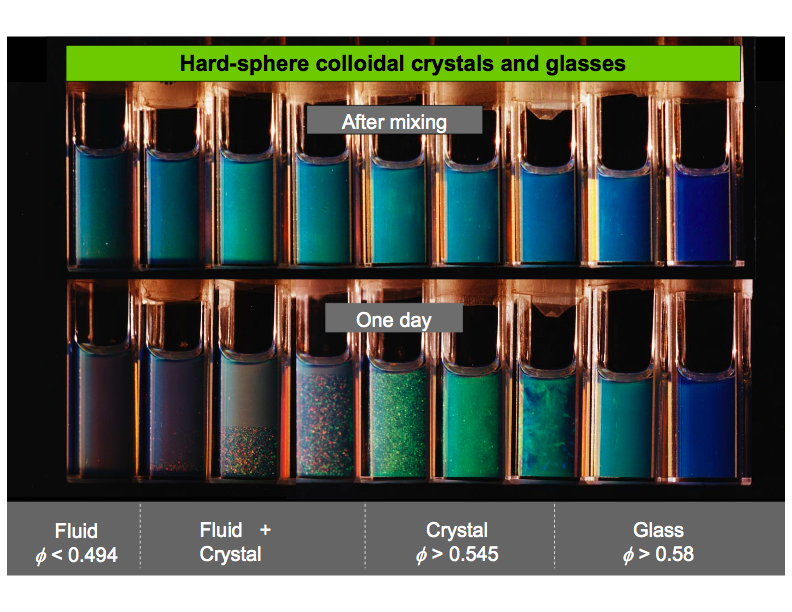 Hard-sphere colloidal crystals and glasses
After mixing
One day
Fluid
ϕ < 0.494
Fluid +
Crystal
Crystal
ϕ > 0.545
Glass
ϕ > 0.58